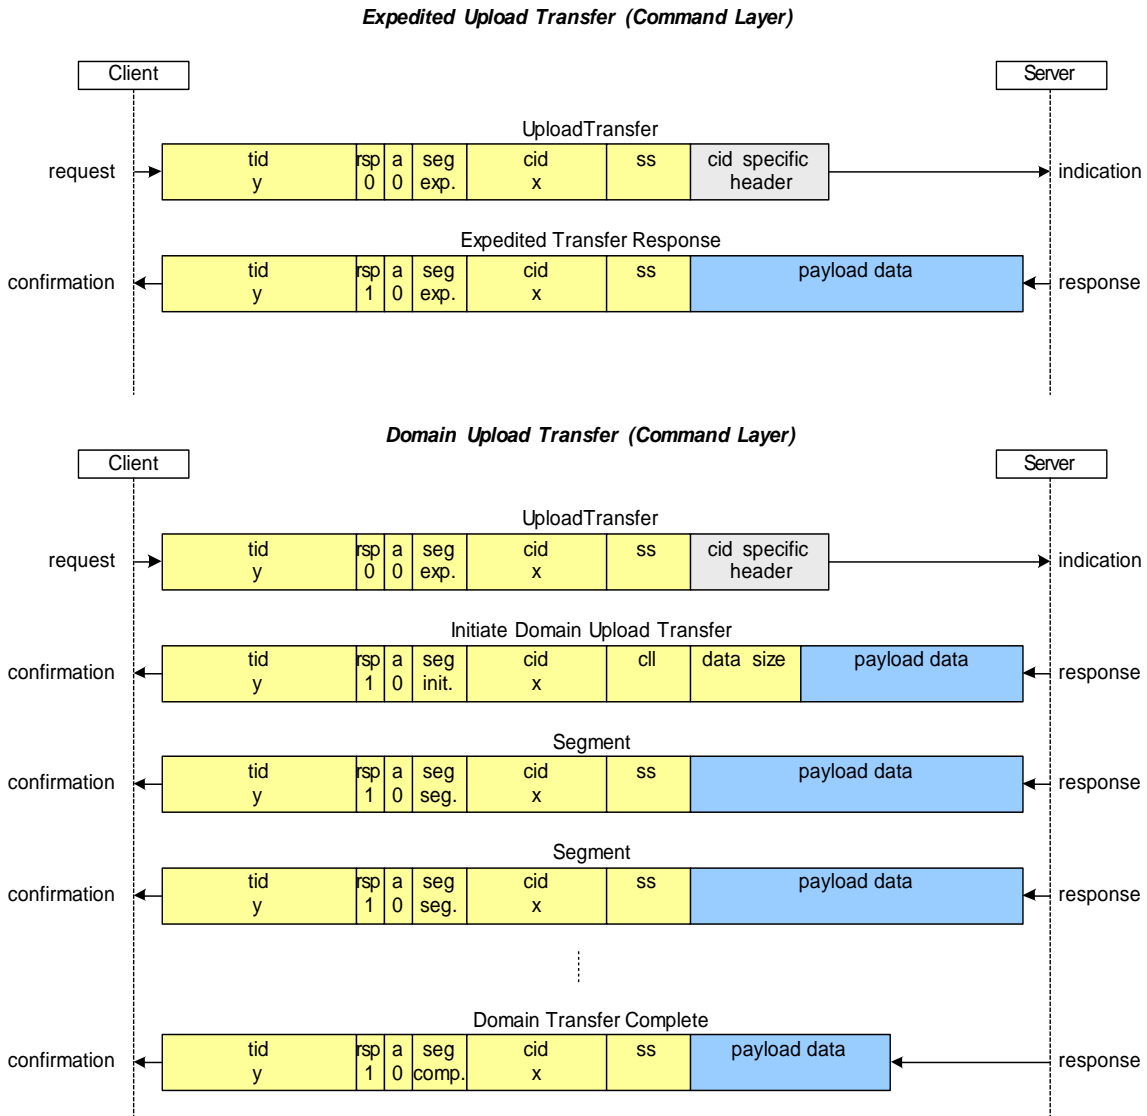 Expedited Upload Transfer (Command Layer)
Client Server
UploadTransfer
request tid rsp a seg cid ss cid specific indication
y 0 0 exp. x header
Expedited Transfer Response
confirmation tid rsp a seg cid ss payload data response
y 1 0 exp. x
Domain Upload Transfer (Command Layer)
Client Server
UploadTransfer
request tid rsp a seg cid ss cid specific indication
y 0 0 exp. x header
Initiate Domain Upload Transfer
confirmation tid rsp a seg cid cll data size payload data response
y 1 0 init. x
Segment
confirmation tid rsp a seg cid ss payload data response
y 1 0 seg. x
Segment
confirmation tid rsp a seg cid ss payload data response
y 1 0 seg. x
Domain Transfer Complete
confirmation tid rsp a seg cid ss payload data response
y 1 0 comp. x